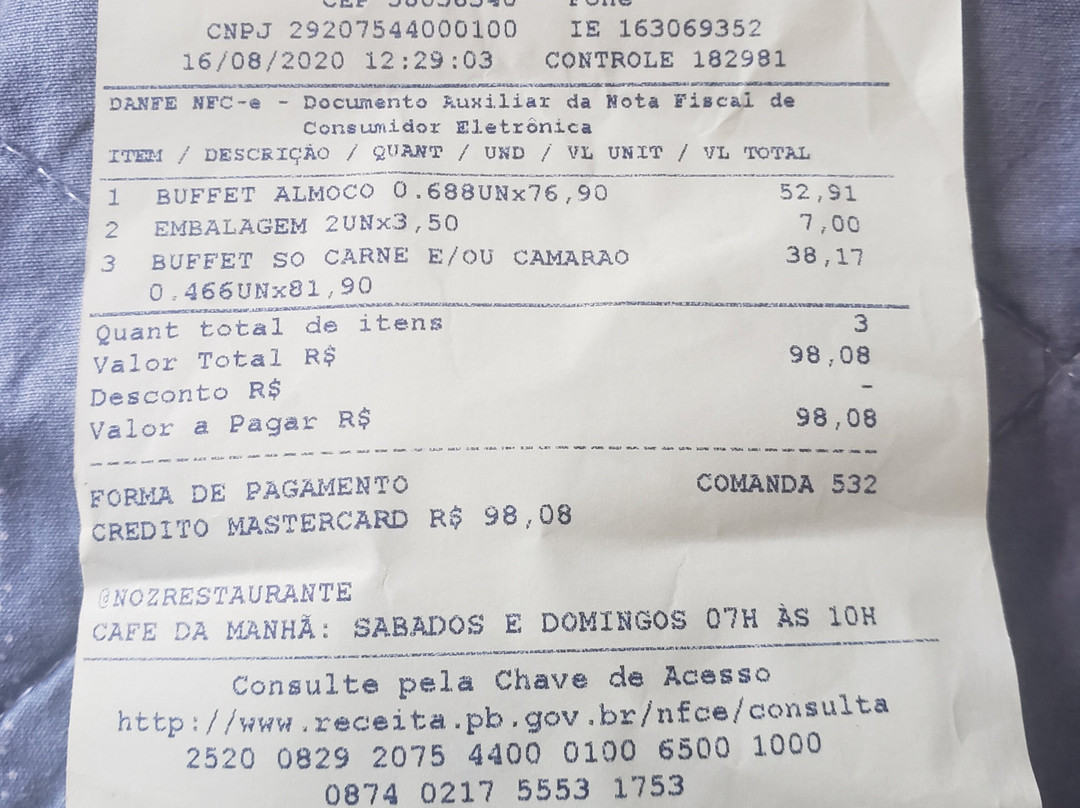 CNPJ 29207544000100 IE 163069352
16/08/2020 12:29:03 CONTROLE 182981
DANFE NFC-e - Documento Auxiliar da Nota Fiscal de
Consumidor Eletrônica
ITEM / DESCRIÇÃO / QUANT / UND / VL UNIT / VL TOTAL
1 BUFFET ALMOCO 0.688UNx76,90 52,91
2 EMBALAGEM 2UNx3,50 7,00
3 BUFFET SO CARNE E/OU CAMARAO 38,17
0.466UNx81,90
Quant total de itens 3
Valor Total R$ 98,08
Desconto R$ -
Valor a Pagar R$ 98,08
FORMA DE PAGAMENTO COMANDA 532
CREDITO MASTERCARD R$ 98,08
@NOZRESTAURANTE
CAFE DA MANHÃ: SABADOS E DOMINGOS 07H ÀS 10H
Consulte pela Chave de Acesso
http://www.receita.pb.gov.br/nfce/consulta
2520 0829 2075 4400 0100 6500 1000
0874 0217 5553 1753